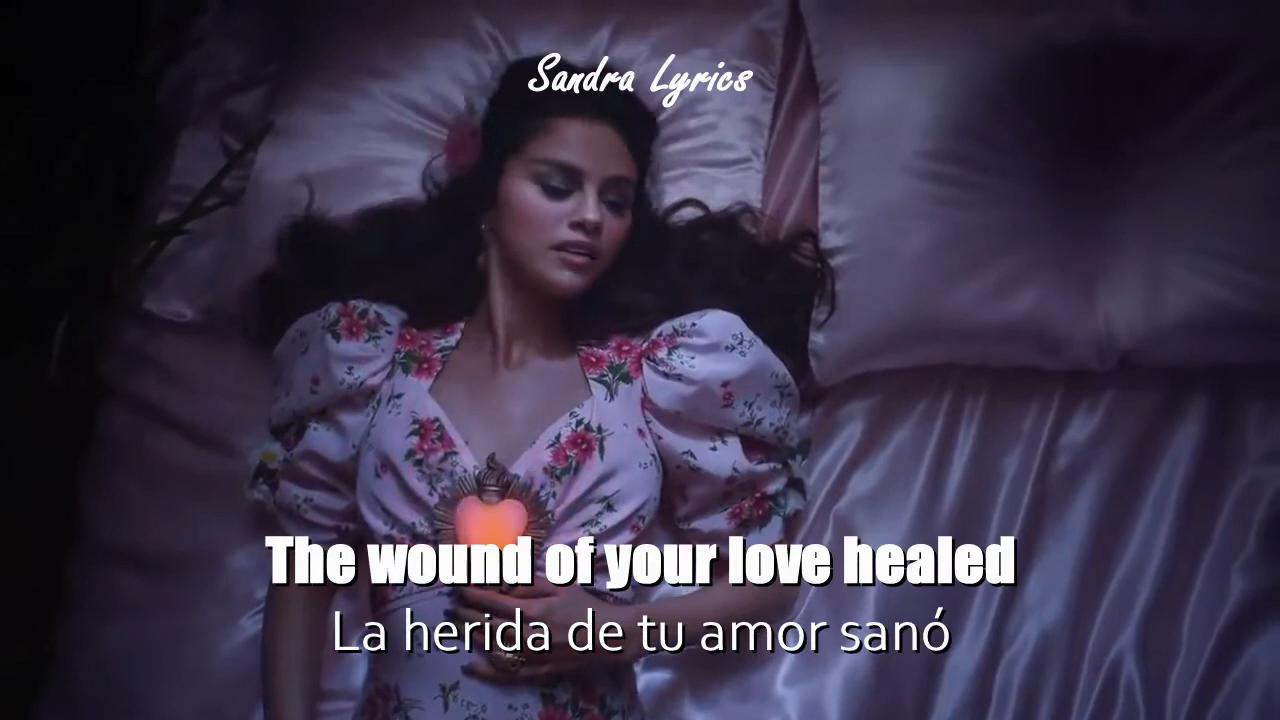 Sandra Lyrics
The wound of your love healed
La herida de tu amor sanó